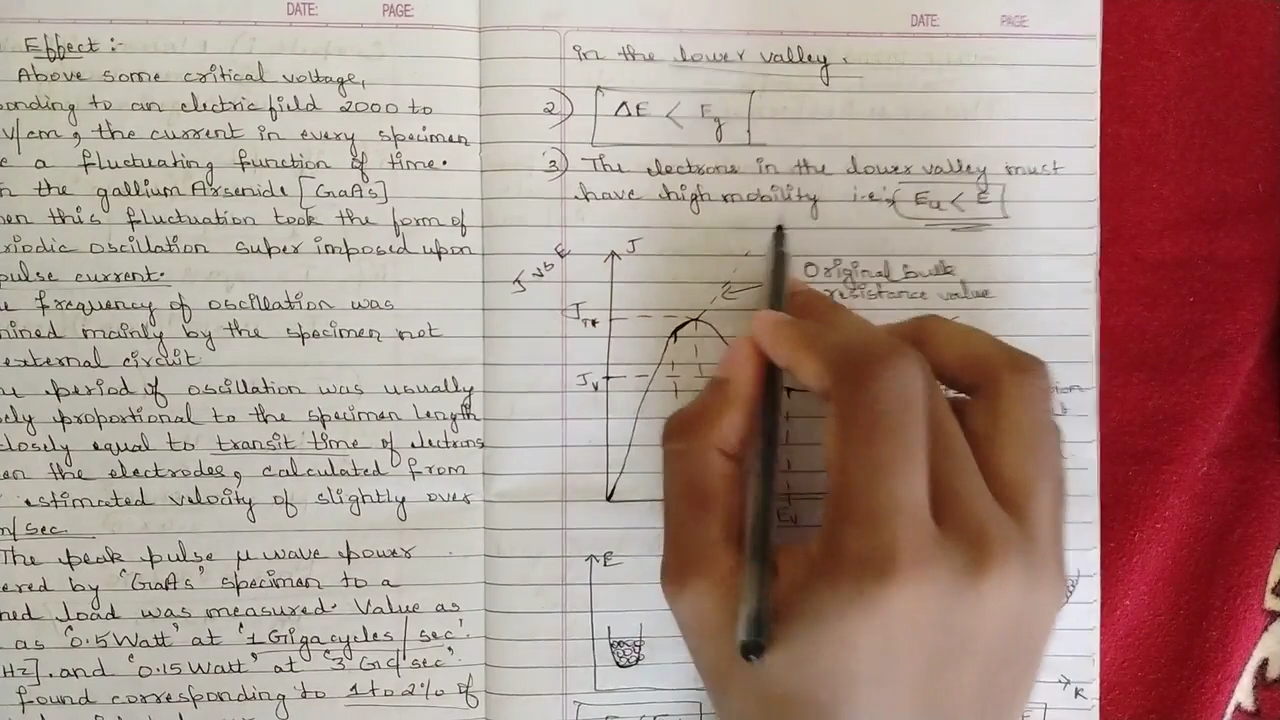 DATE: PAGE:
Effect :-
Above some critical voltage,
onding to an electric field 2000 to
V/cm, the current in every specimen
e a fluctuating function of time.
n the gallium Arsenide [GaAs]
en this fluctuation took the form of
riodic oscillation super imposed upon
pulse current.
e frequency of oscillation was
mined mainly by the specimen not
external circuit
period of oscillation was usually
ely proportional to the specimen length
closely equal to transit time of electrons
en the electrodes, calculated from
estimated velocity of slightly over
m/sec
The peak pulse μ wave power
ered by 'GaAs' specimen to a
hed load was measured. Value as
as '0.5 Watt' at '1 Gigacycles/sec'.
Hz]. and '0.15 Watt' at '3 Gc/sec'.
found corresponding to 1 to 2% of
DATE: PAGE:
in the lower valley.
2) ΔE < Eg
3) The electrons in the lower valley must
have high mobility i.e., Eu < E
J vs E
J
Original bulk
resistance value
JTH
JV
EV
E
K